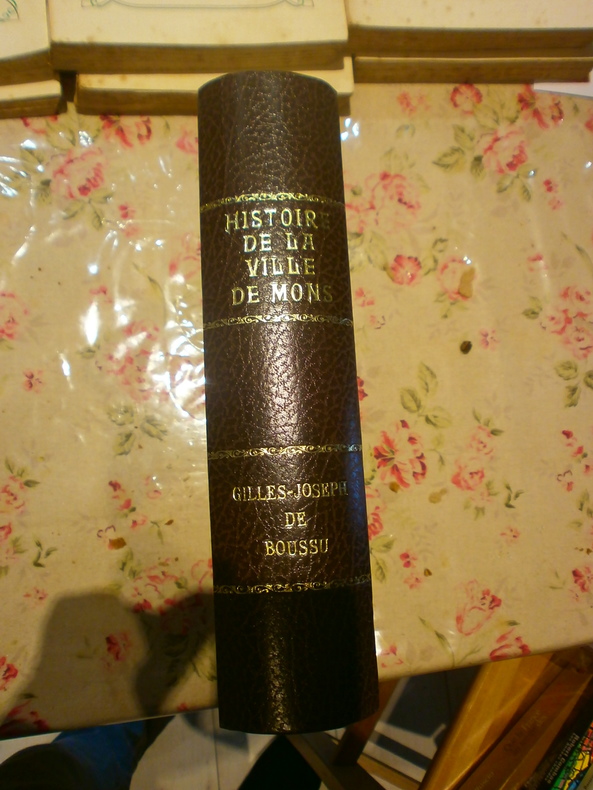 HISTOIRE
DE LA
VILLE
DE MONS
GILLES-JOSEPH
DE
BOUSSU